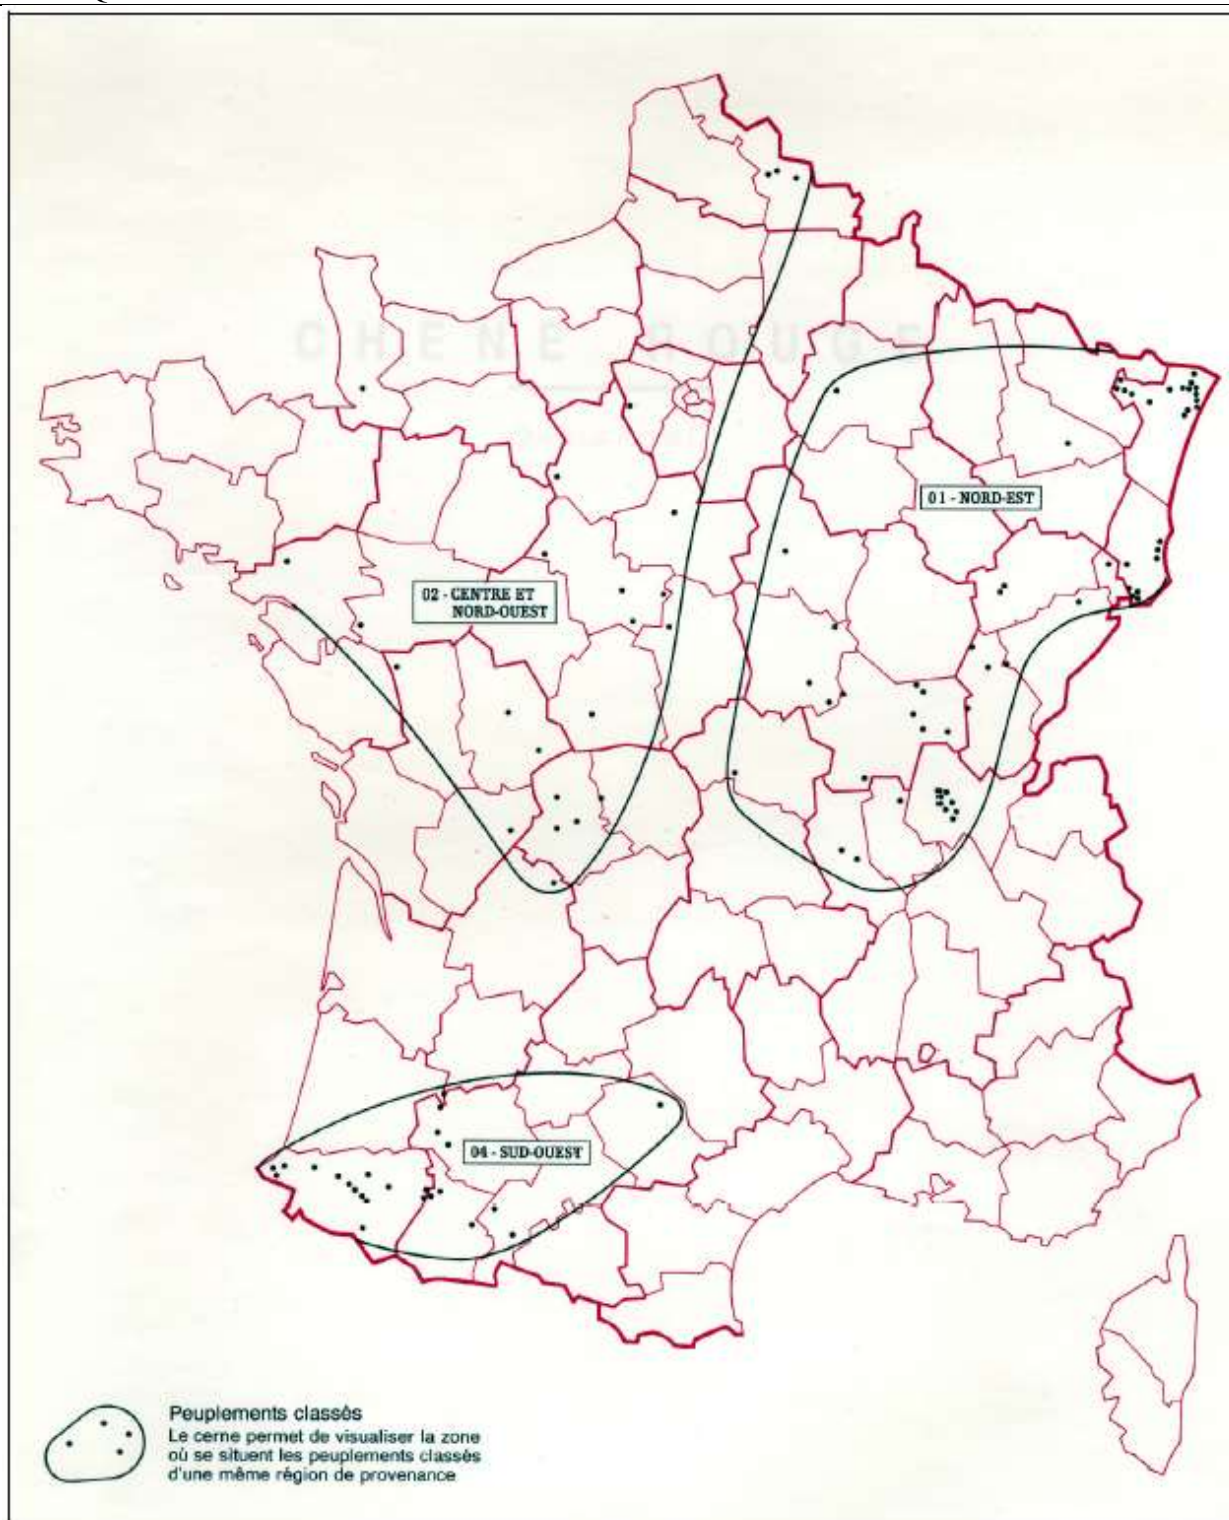 CHENE ROUGE
01 - NORD-EST
02 - CENTRE ET
NORD-OUEST
04 - SUD-OUEST
Peuplements classés
Le cerne permet de visualiser la zone
où se situent les peuplements classés
d'une même région de provenance